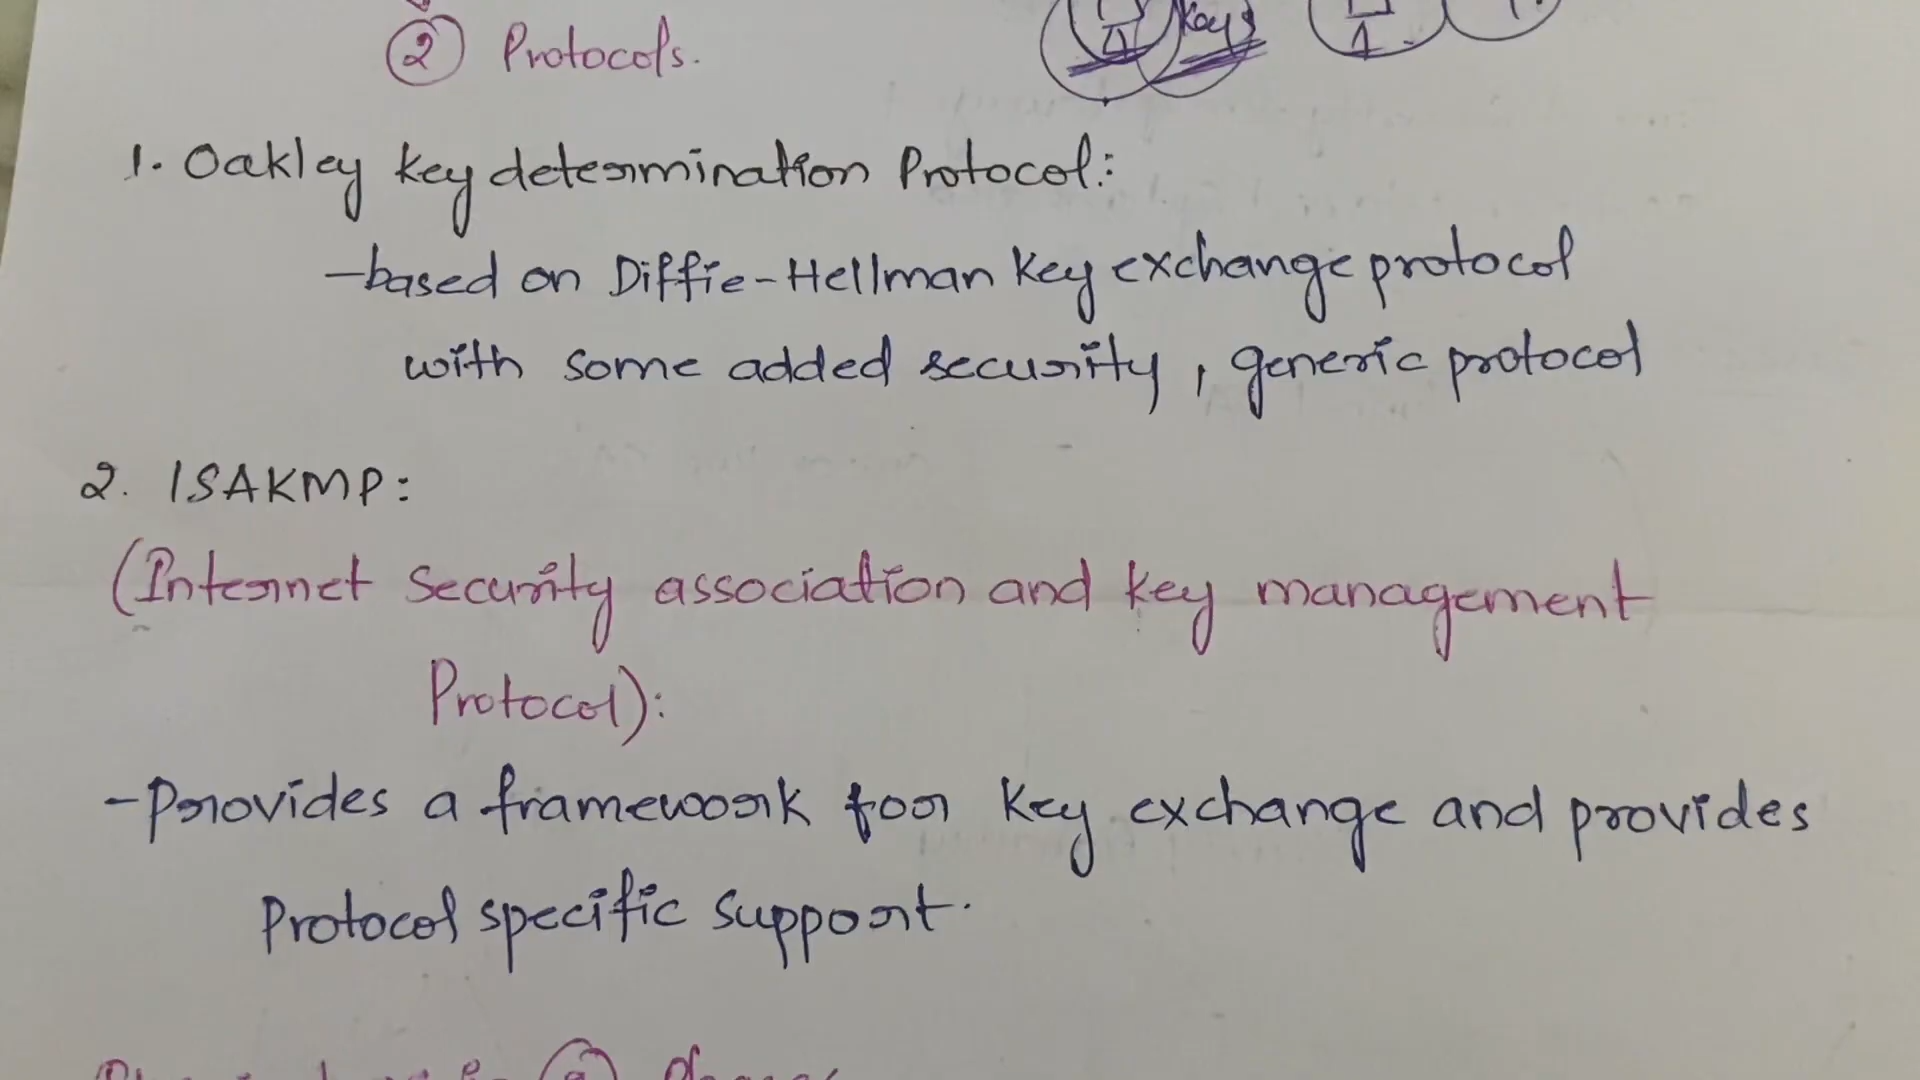 ② Protocols.
keys
1. Oakley key determination Protocol:
-based on Diffie-Hellman key exchange protocol
with some added security, generic protocol
2. ISAKMP:
(Internet security association and key management
Protocol):
-provides a framework for key exchange and provides
Protocol specific support.